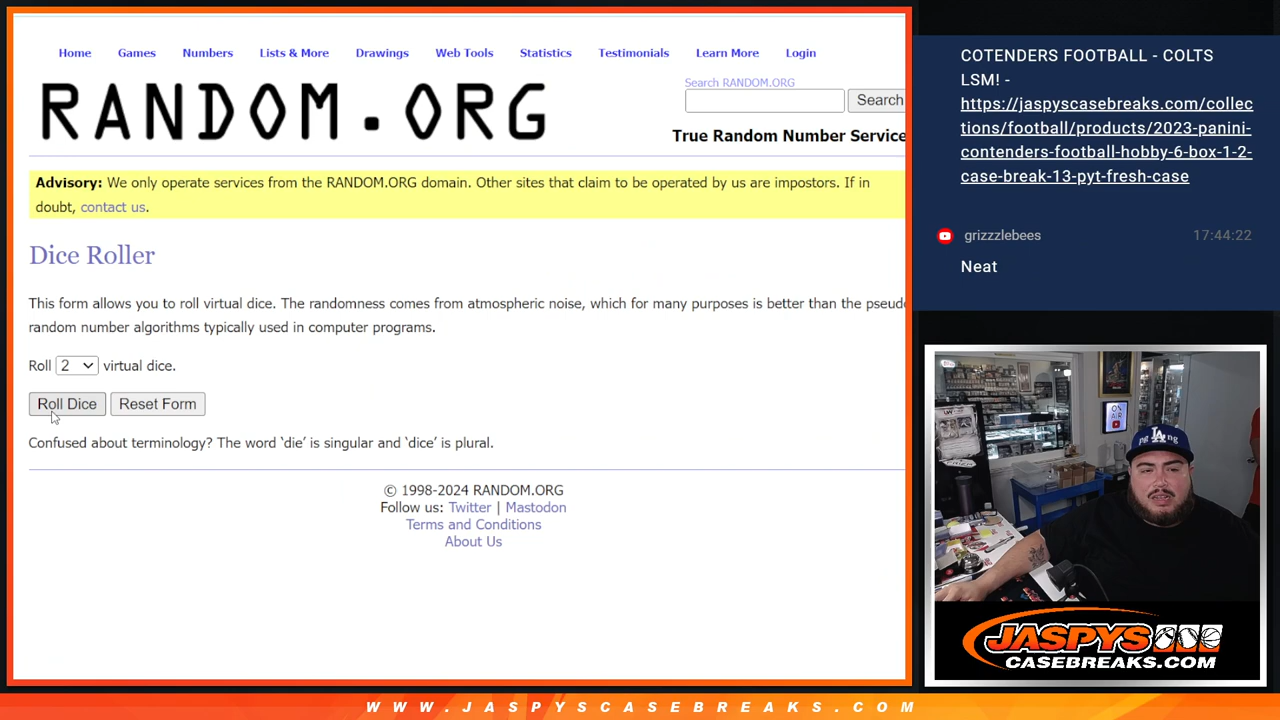 Home Games Numbers Lists & More Drawings Web Tools Statistics Testimonials Learn More Login
RANDOM.ORG
Search RANDOM.ORG
Search
True Random Number Service
Advisory: We only operate services from the RANDOM.ORG domain. Other sites that claim to be operated by us are impostors. If in
doubt, contact us.
Dice Roller
This form allows you to roll virtual dice. The randomness comes from atmospheric noise, which for many purposes is better than the pseudo
random number algorithms typically used in computer programs.
Roll 2 virtual dice.
Roll Dice Reset Form
Confused about terminology? The word ‘die’ is singular and ‘dice’ is plural.
© 1998-2024 RANDOM.ORG
Follow us: Twitter | Mastodon
Terms and Conditions
About Us
COTENDERS FOOTBALL - COLTS
LSM! -
https://jaspyscasebreaks.com/collec
tions/football/products/2023-panini-
contenders-football-hobby-6-box-1-2-
case-break-13-pyt-fresh-case
grizzzlebees 17:44:22
Neat
ON
AIR
LA
JASPYS
CASEBREAKS.COM
WWW.JASPYSCASEBREAKS.COM